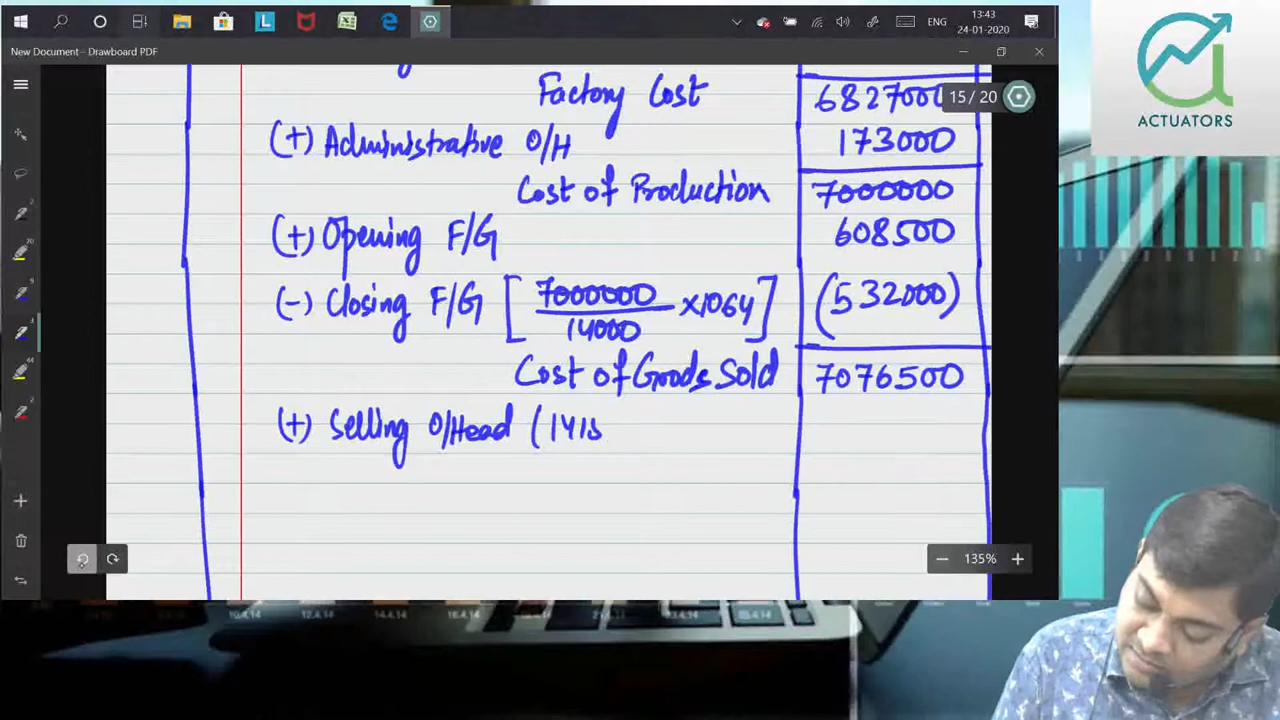 13:43
ENG
24-01-2020
New Document – Drawboard PDF
Factory Cost 6827000
15 / 20
(+) Administrative O/H 173000
Cost of Production 7000000
(+) Opening F/G 608500
(-) Closing F/G [7000000/14000 ×1064] (532000)
Cost of Goods Sold 7076500
(+) Selling O/Head (1415
135%
ACTUATORS